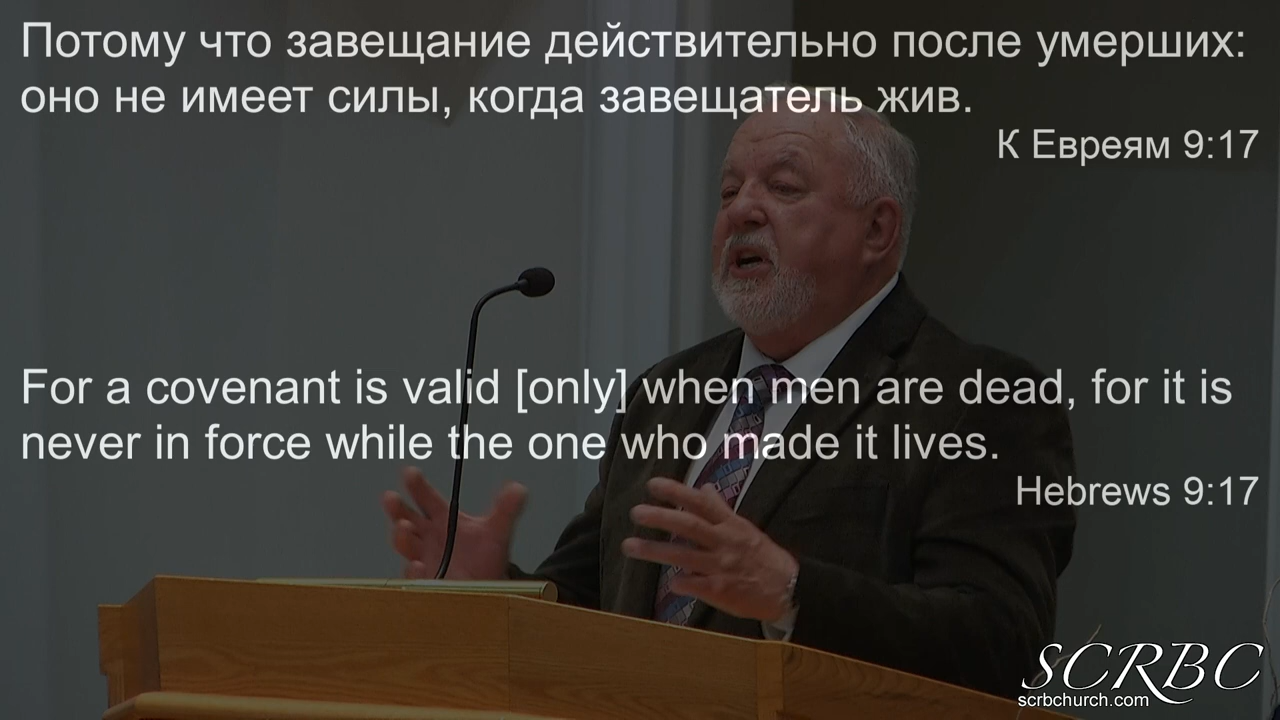 Потому что завещание действительно после умерших:
оно не имеет силы, когда завещатель жив.
К Евреям 9:17
For a covenant is valid [only] when men are dead, for it is
never in force while the one who made it lives.
Hebrews 9:17
SCRBC
scrbchurch.com